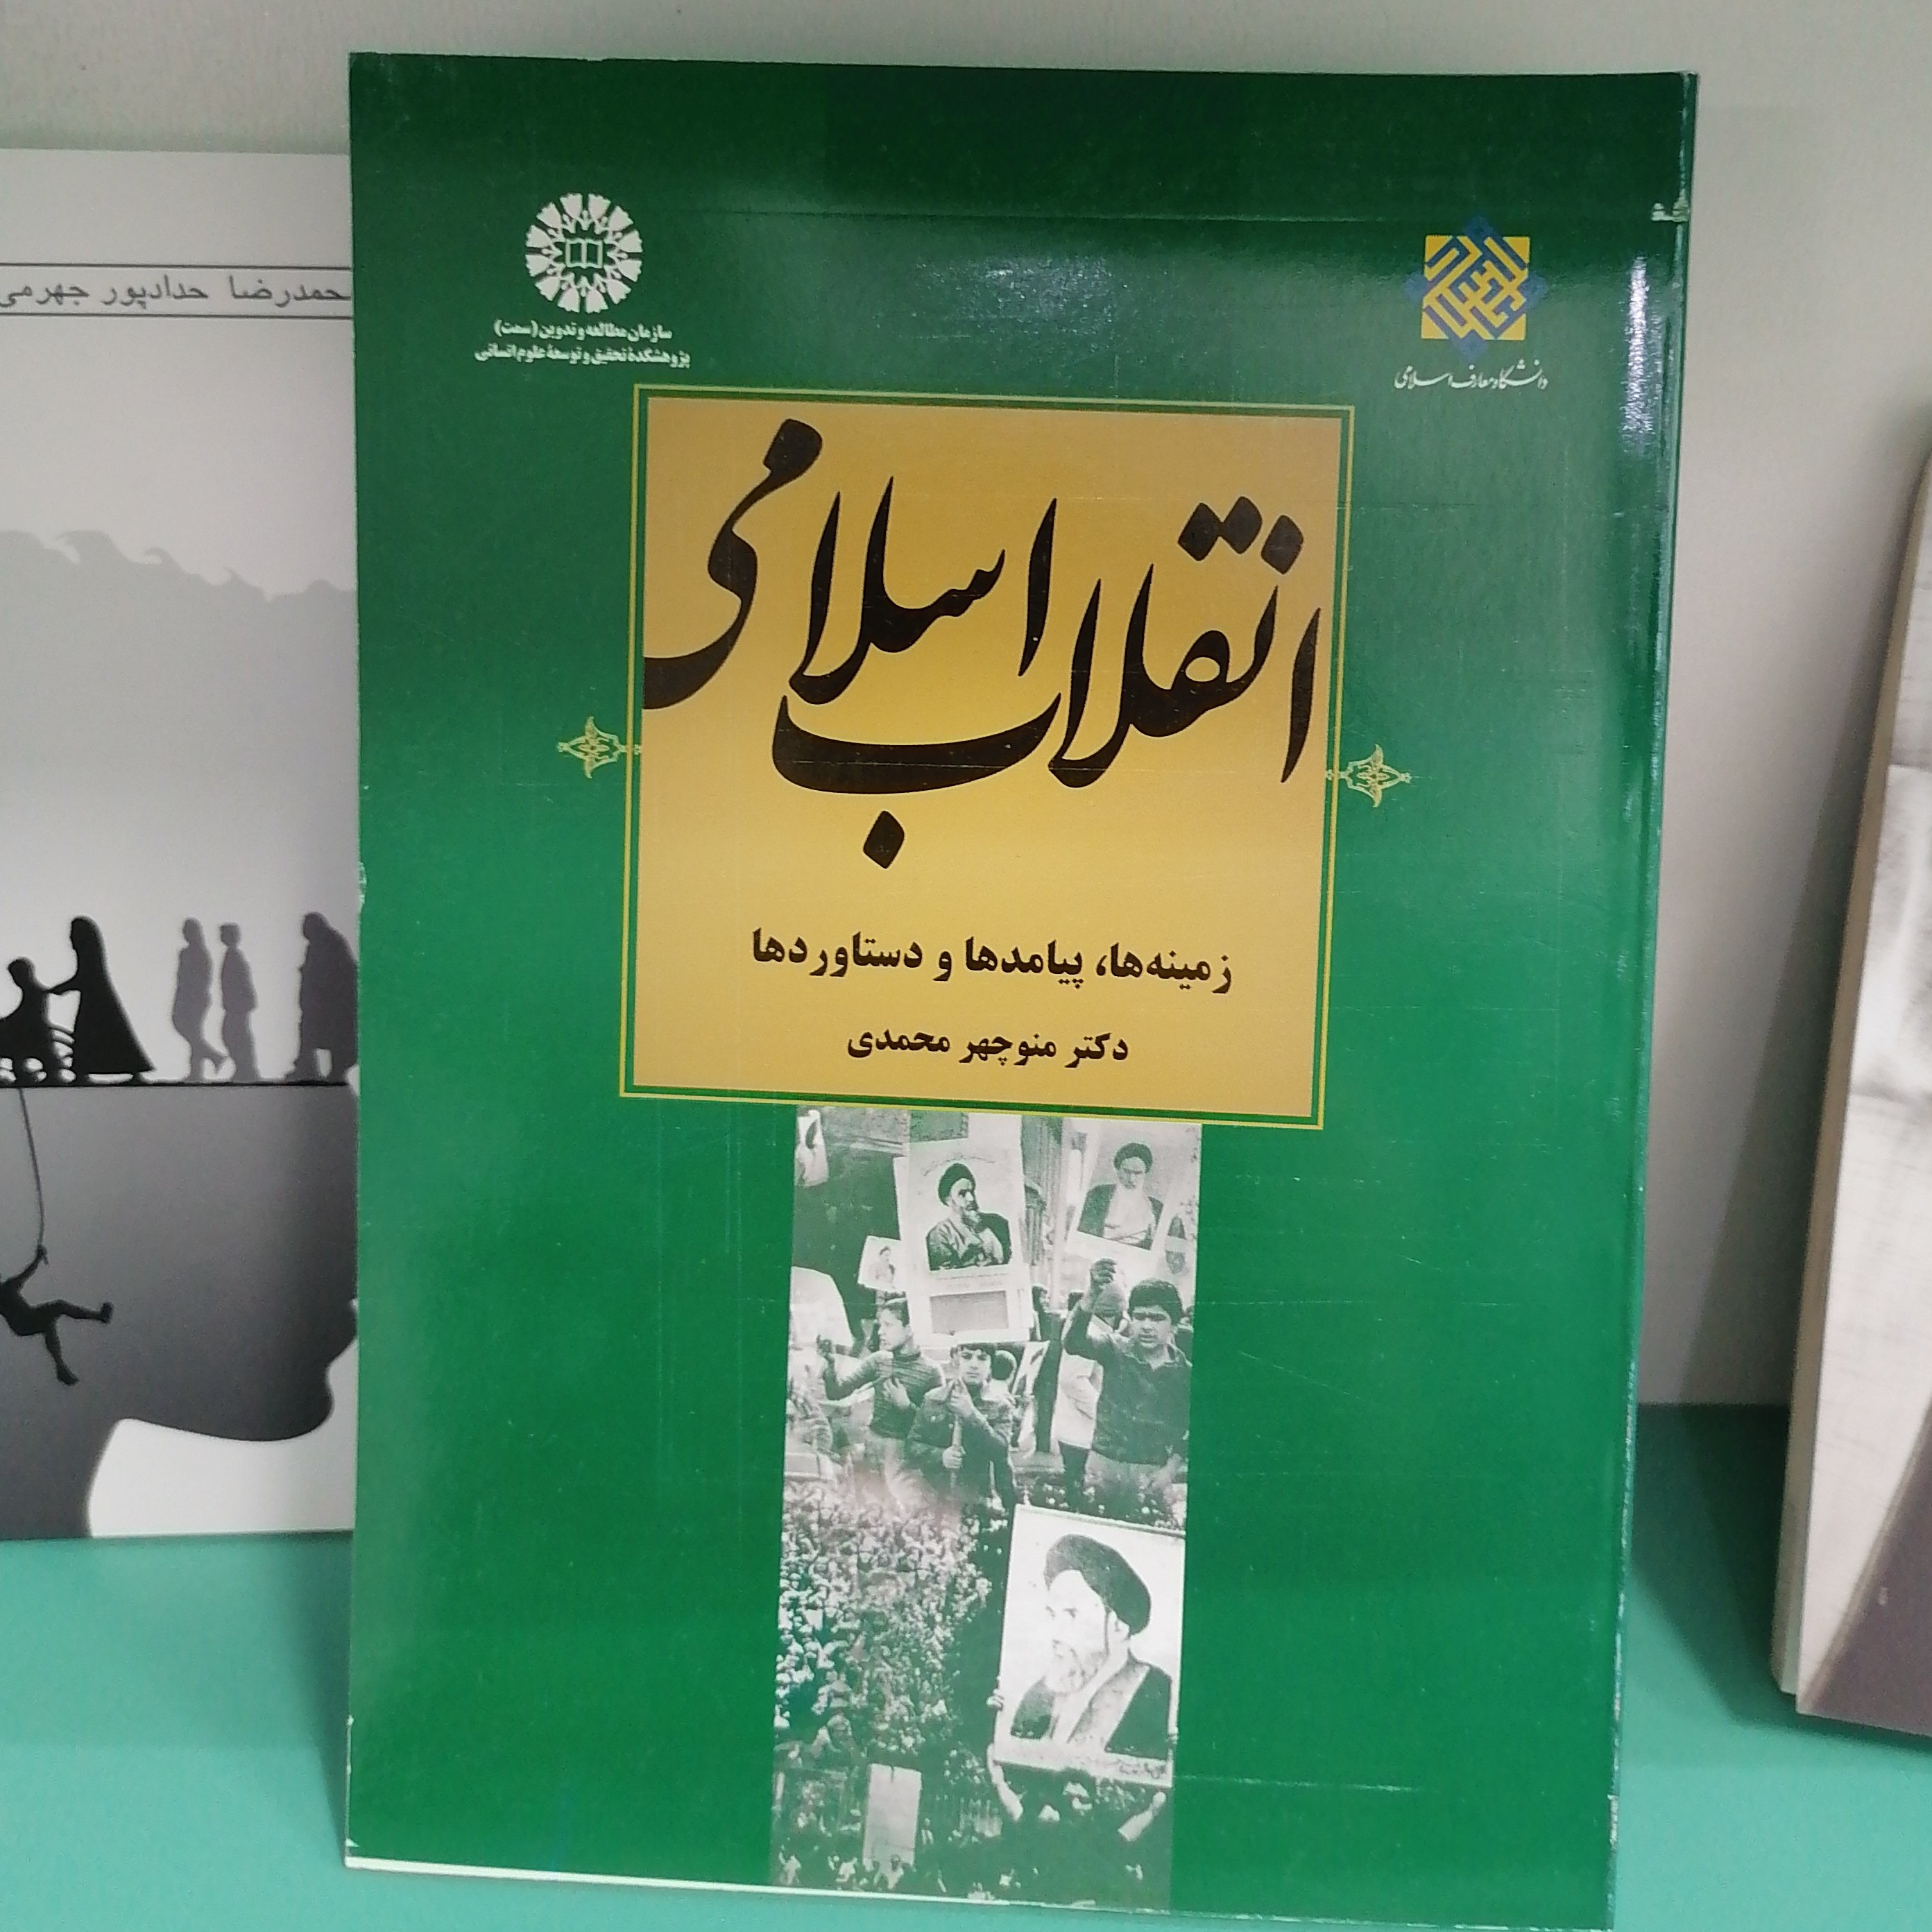 دانشگاه معارف اسلامی
سازمان مطالعه و تدوین (سمت)
پژوهشکدهٔ تحقیق و توسعهٔ علوم انسانی
انقلاب اسلامی
زمینه‌ها، پیامدها و دستاوردها
دکتر منوچهر محمدی
حمدرضا حدادپور جهرمی